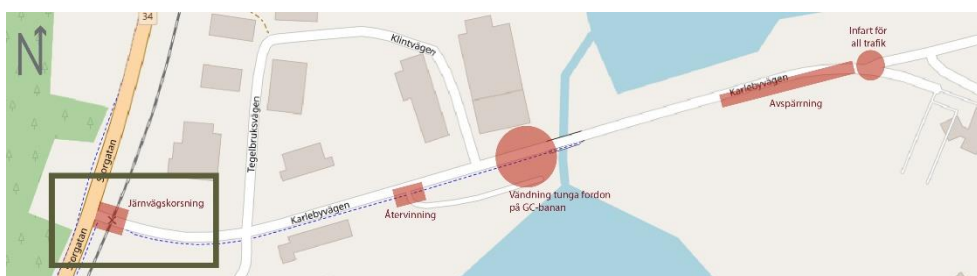 N
34
Storgatan
Storgatan
Järnvägskorsning
Tegelbruksvägen
Klintvägen
Karlebyvägen
Återvinning
Vändning tunga fordon
på GC-banan
Karlebyvägen
Avspärrning
Infart för
all trafik